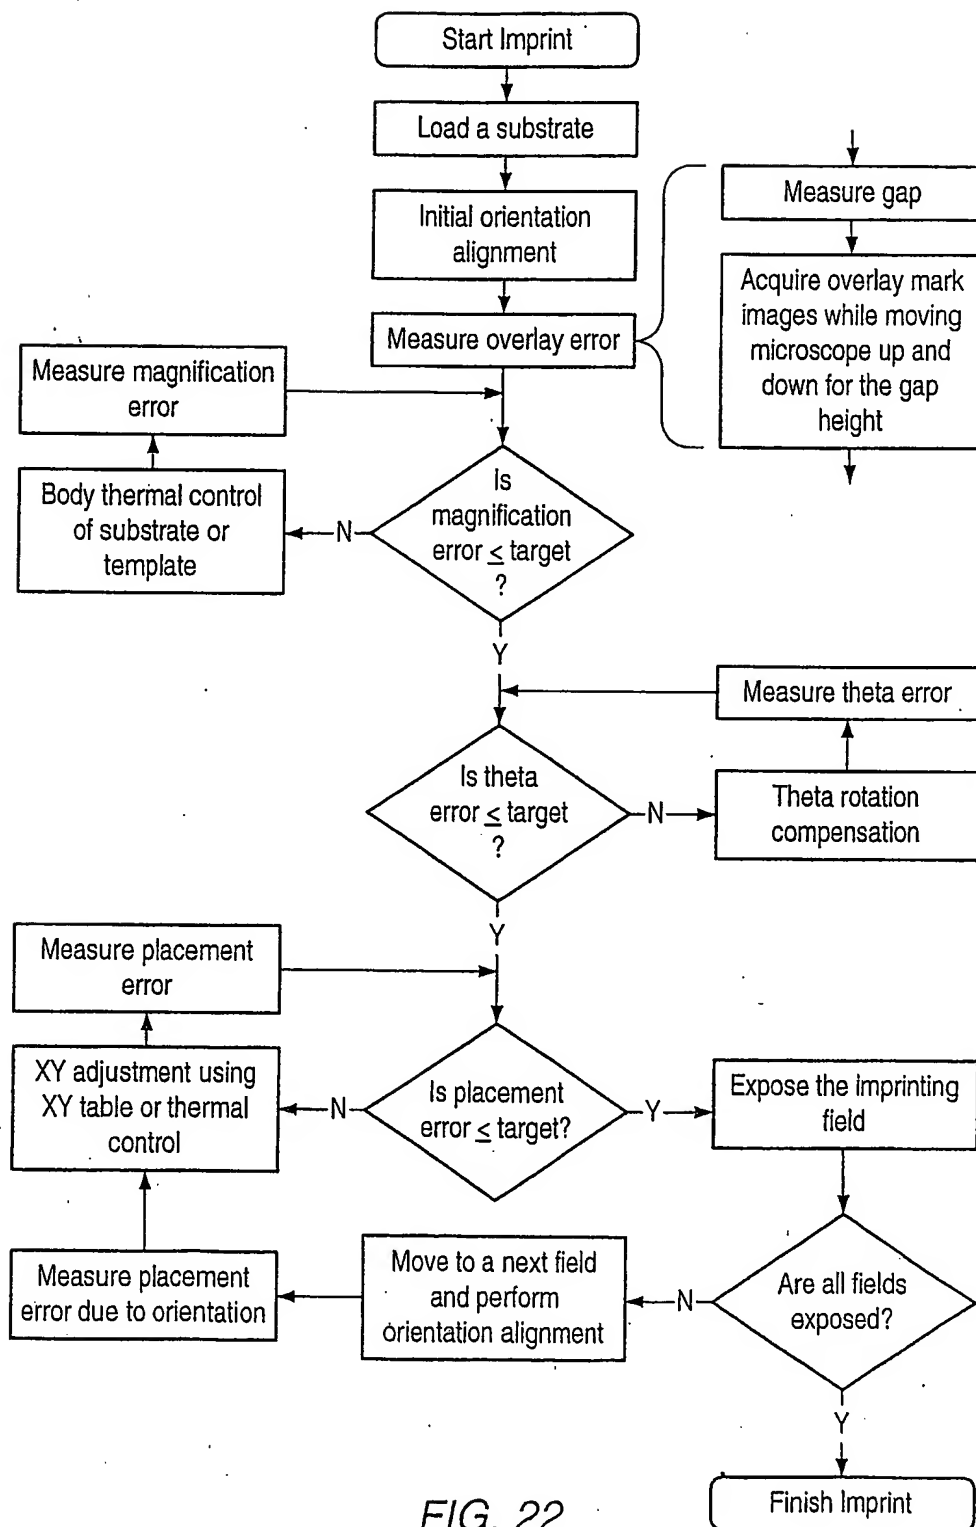 Start Imprint
Load a substrate
Initial orientation
alignment
Measure overlay error
Measure gap
Acquire overlay mark
images while moving
microscope up and
down for the gap
height
Measure magnification
error
Body thermal control
of substrate or
template
N
Is
magnification
error ≤ target
?
Y
Measure theta error
Is theta
error ≤ target
?
N
Theta rotation
compensation
Y
Measure placement
error
XY adjustment using
XY table or thermal
control
N
Is placement
error ≤ target?
Y
Expose the imprinting
field
Measure placement
error due to orientation
Move to a next field
and perform
orientation alignment
N
Are all fields
exposed?
Y
Finish Imprint
FIG. 22